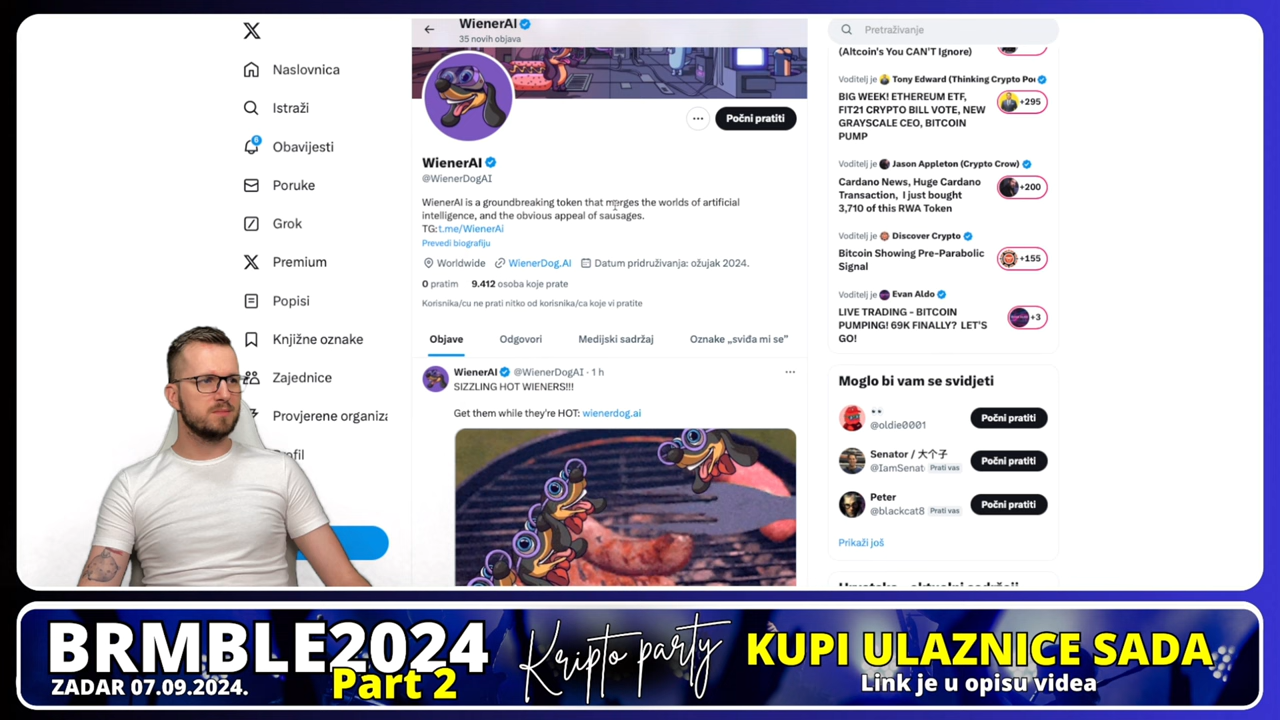 Naslovnica
Istraži
6
Obavijesti
Poruke
Grok
Premium
Popisi
Knjižne oznake
Zajednice
Provjerene organiza
WienerAI
35 novih objava
Počni pratiti
WienerAI
@WienerDogAI
WienerAI is a groundbreaking token that merges the worlds of artificial
intelligence, and the obvious appeal of sausages.
TG:t.me/WienerAi
Prevedi biografiju
Worldwide WienerDog.AI Datum pridruživanja: ožujak 2024.
0 pratim 9.412 osoba koje prate
Korisnika/cu ne prati nitko od korisnika/ca koje vi pratite
Objave Odgovori Medijski sadržaj Oznake „sviđa mi se”
WienerAI @WienerDogAI · 1 h
SIZZLING HOT WIENERS!!!
Get them while they're HOT: wienerdog.ai
Pretraživanje
(Altcoin's You CAN'T Ignore)
Voditelj je Tony Edward (Thinking Crypto Po
BIG WEEK! ETHEREUM ETF,
FIT21 CRYPTO BILL VOTE, NEW
GRAYSCALE CEO, BITCOIN
PUMP
+295
Voditelj je Jason Appleton (Crypto Crow)
Cardano News, Huge Cardano
Transaction, I just bought
3,710 of this RWA Token
+200
Voditelj je Discover Crypto
Bitcoin Showing Pre-Parabolic
Signal
+155
Voditelj je Evan Aldo
LIVE TRADING - BITCOIN
PUMPING! 69K FINALLY? LET'S
GO!
+3
Moglo bi vam se svidjeti
@oldie0001
Počni pratiti
Senator / 大个子
@IamSenat Prati vas
Počni pratiti
Peter
@blackcat8 Prati vas
Počni pratiti
Prikaži još
BRMBLE2024
Part 2
ZADAR 07.09.2024.
Kripto party
KUPI ULAZNICE SADA
Link je u opisu videa